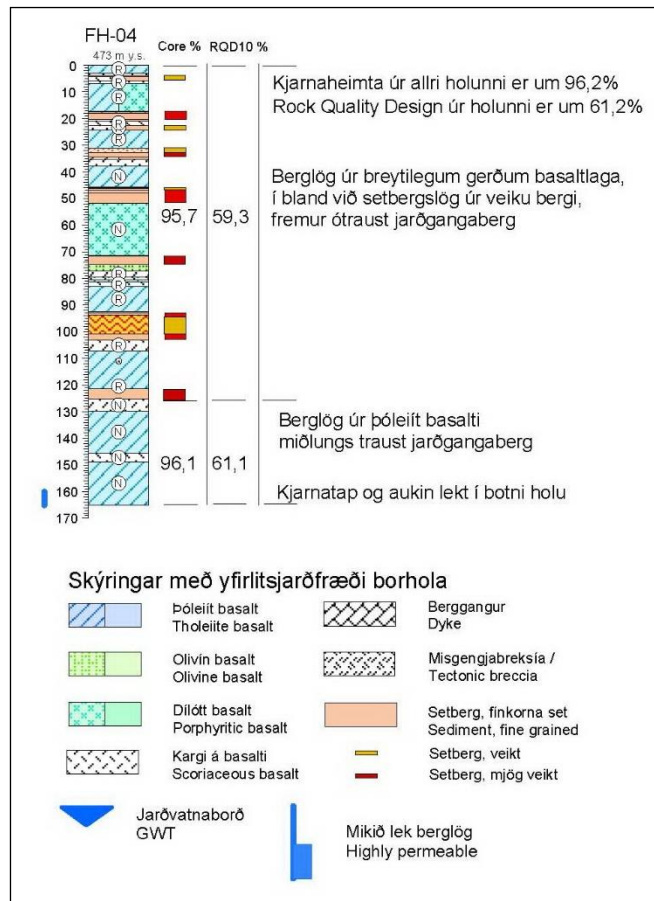 FH-04
473 m y.s.
Core %
RQD10 %
0
10
20
30
40
50
60
70
80
90
100
110
120
130
140
150
160
170
R
R
R
R
R
N
N
R
R
R
R
R
N
N
N
N
95,7
59,3
96,1
61,1
Kjarnaheimta úr allri holunni er um 96,2%
Rock Quality Design úr holunni er um 61,2%
Berglög úr breytilegum gerðum basaltlaga,
í bland við setbergslög úr veiku bergi,
fremur ótraust jarðgangaberg
Berglög úr þóleiít basalti
miðlungs traust jarðgangaberg
Kjarnatap og aukin lekt í botni holu
Skýringar með yfirlitsjarðfræði borhola
Þóleiít basalt
Tholeiite basalt
Olivín basalt
Olivine basalt
Dílótt basalt
Porphyritic basalt
Kargi á basalti
Scoriaceous basalt
Berggangur
Dyke
Misgengjabreksía /
Tectonic breccia
Setberg, fínkorna set
Sediment, fine grained
Setberg, veikt
Setberg, mjög veikt
Jarðvatnaborð
GWT
Mikið lek berglög
Highly permeable